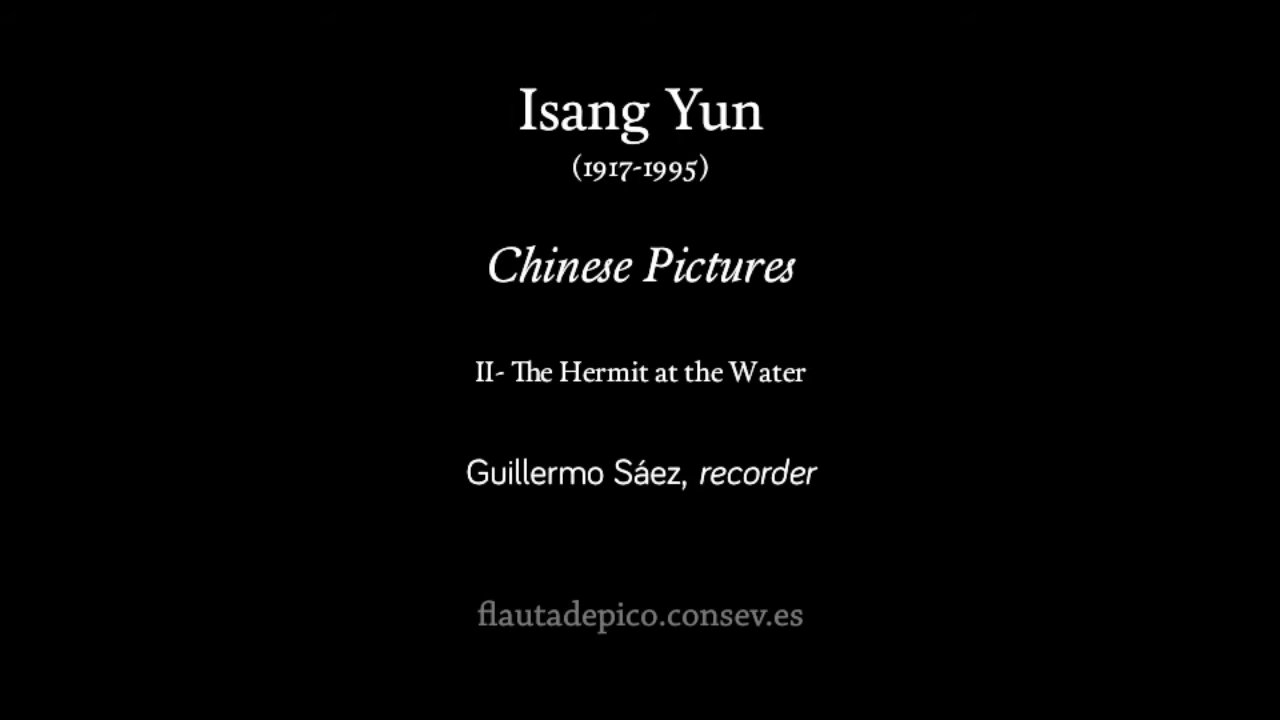 Isang Yun
(1917-1995)
Chinese Pictures
II- The Hermit at the Water
Guillermo Sáez, recorder
flautadepico.consev.es